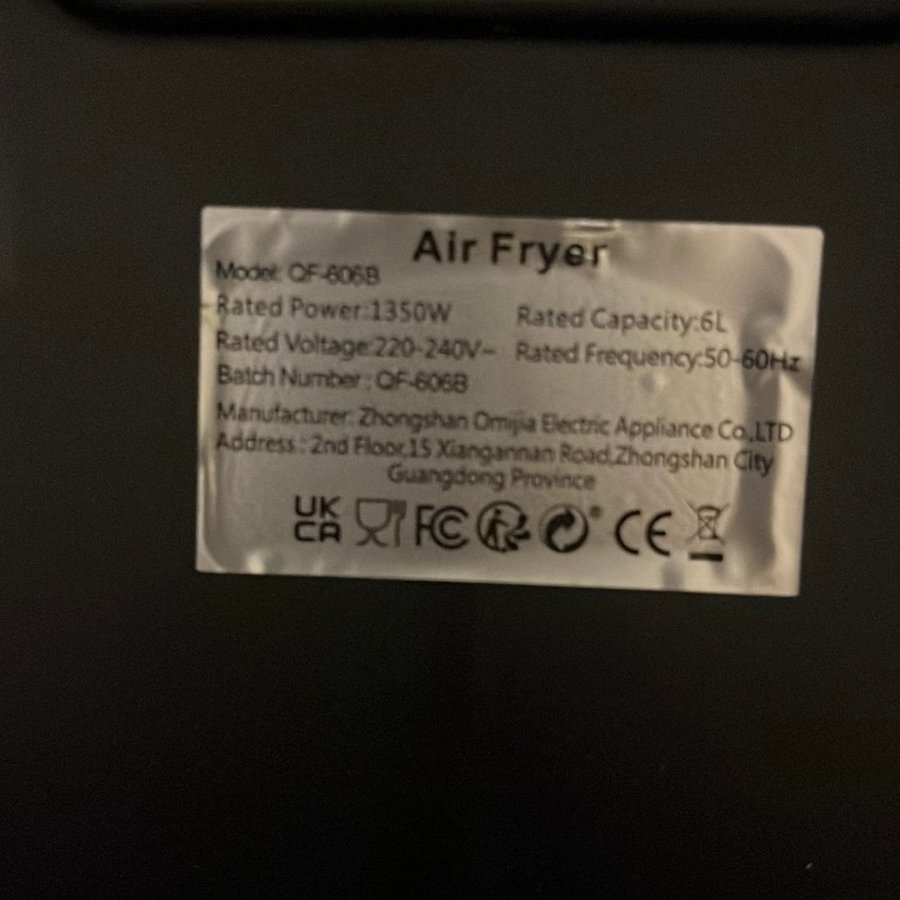 Air Fryer
Model: QF-606B
Rated Power:1350W Rated Capacity:6L
Rated Voltage:220-240V~ Rated Frequency:50-60Hz
Batch Number: QF-606B
Manufacturer: Zhongshan Omijia Electric Appliance Co.,LTD
Address: 2nd Floor,15 Xiangannan Road,Zhongshan City
Guangdong Province
UK
CA FC CE